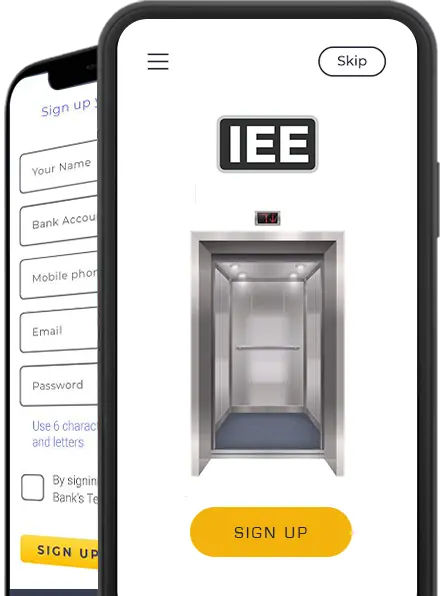 Skip
IEE
SIGN UP
Sign up
Your Name
Bank Accou
Mobile phon
Email
Password
Use 6 charact
and letters
By signin
Bank's Te
SIGN UP